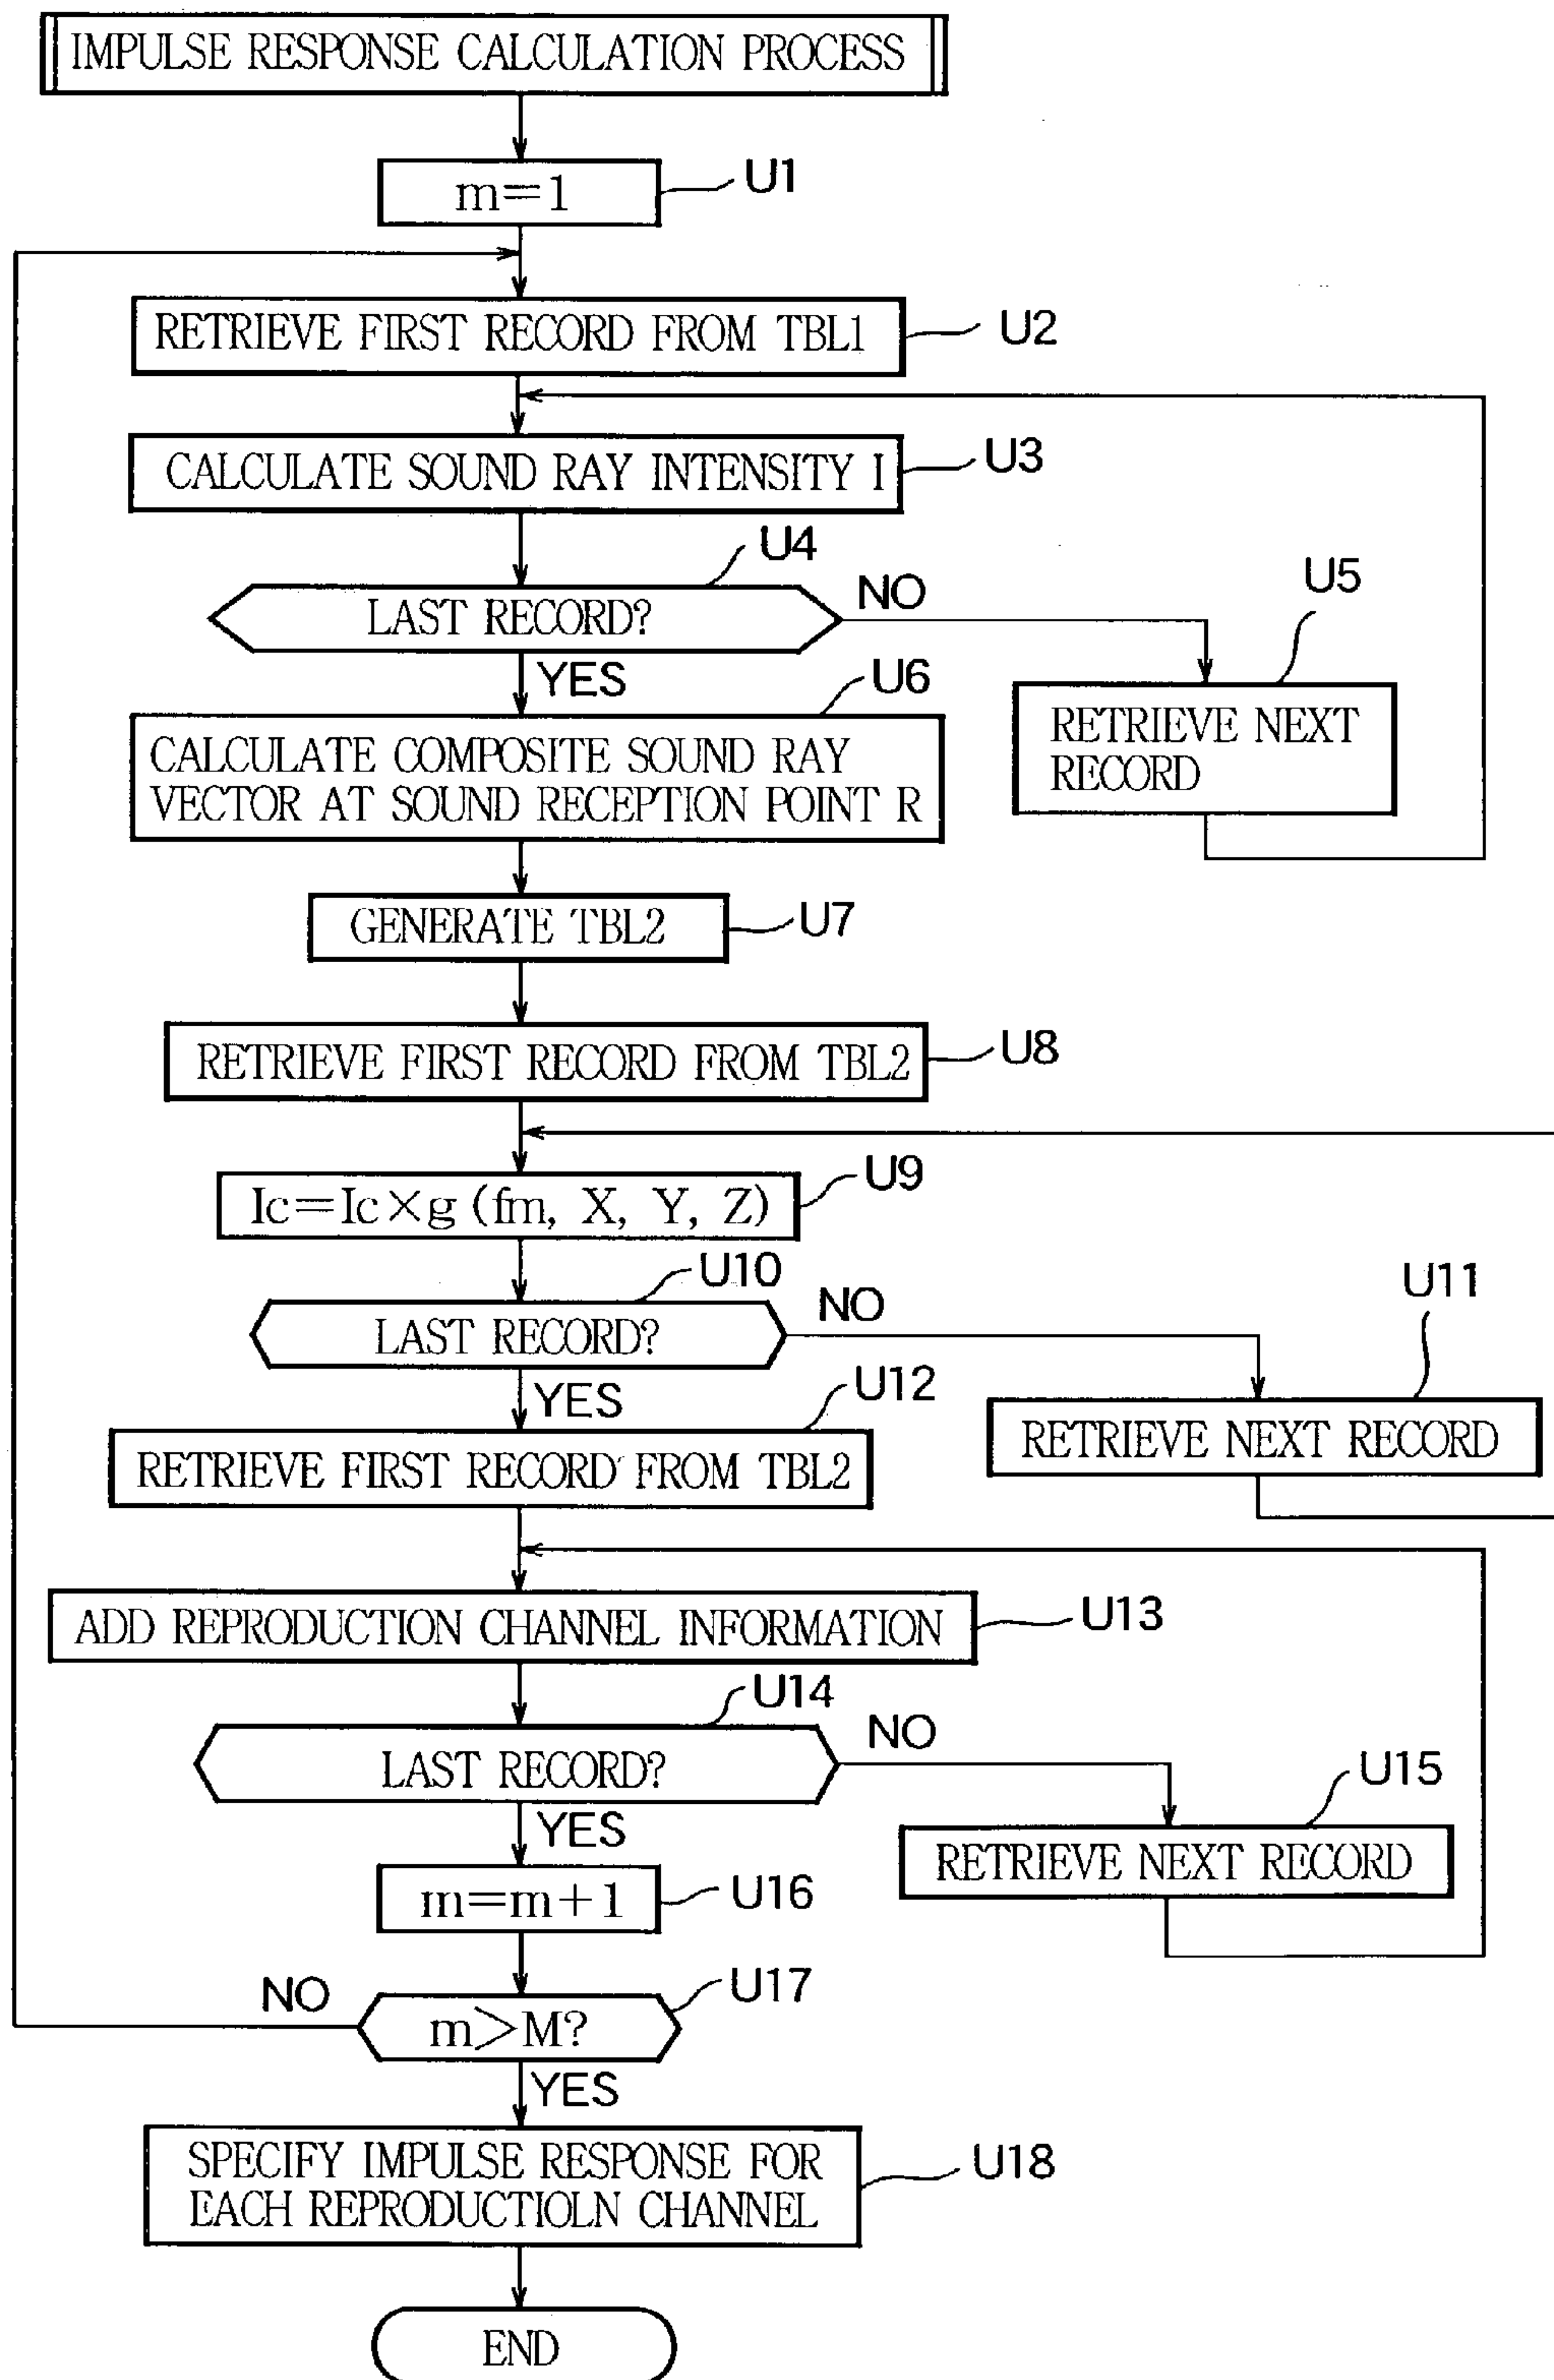 IMPULSE RESPONSE CALCULATION PROCESS
m=1
U1
RETRIEVE FIRST RECORD FROM TBL1
U2
CALCULATE SOUND RAY INTENSITY I
U3
U4
LAST RECORD?
NO
U5
YES
U6
RETRIEVE NEXT
RECORD
CALCULATE COMPOSITE SOUND RAY
VECTOR AT SOUND RECEPTION POINT R
GENERATE TBL2
U7
RETRIEVE FIRST RECORD FROM TBL2
U8
Ic=Ic×g (fm, X, Y, Z)
U9
U10
LAST RECORD?
NO
U11
YES
U12
RETRIEVE NEXT RECORD
RETRIEVE FIRST RECORD FROM TBL2
ADD REPRODUCTION CHANNEL INFORMATION
U13
U14
LAST RECORD?
NO
U15
YES
RETRIEVE NEXT RECORD
m=m+1
U16
NO
m>M?
U17
YES
SPECIFY IMPULSE RESPONSE FOR
EACH REPRODUCTIOLN CHANNEL
U18
END